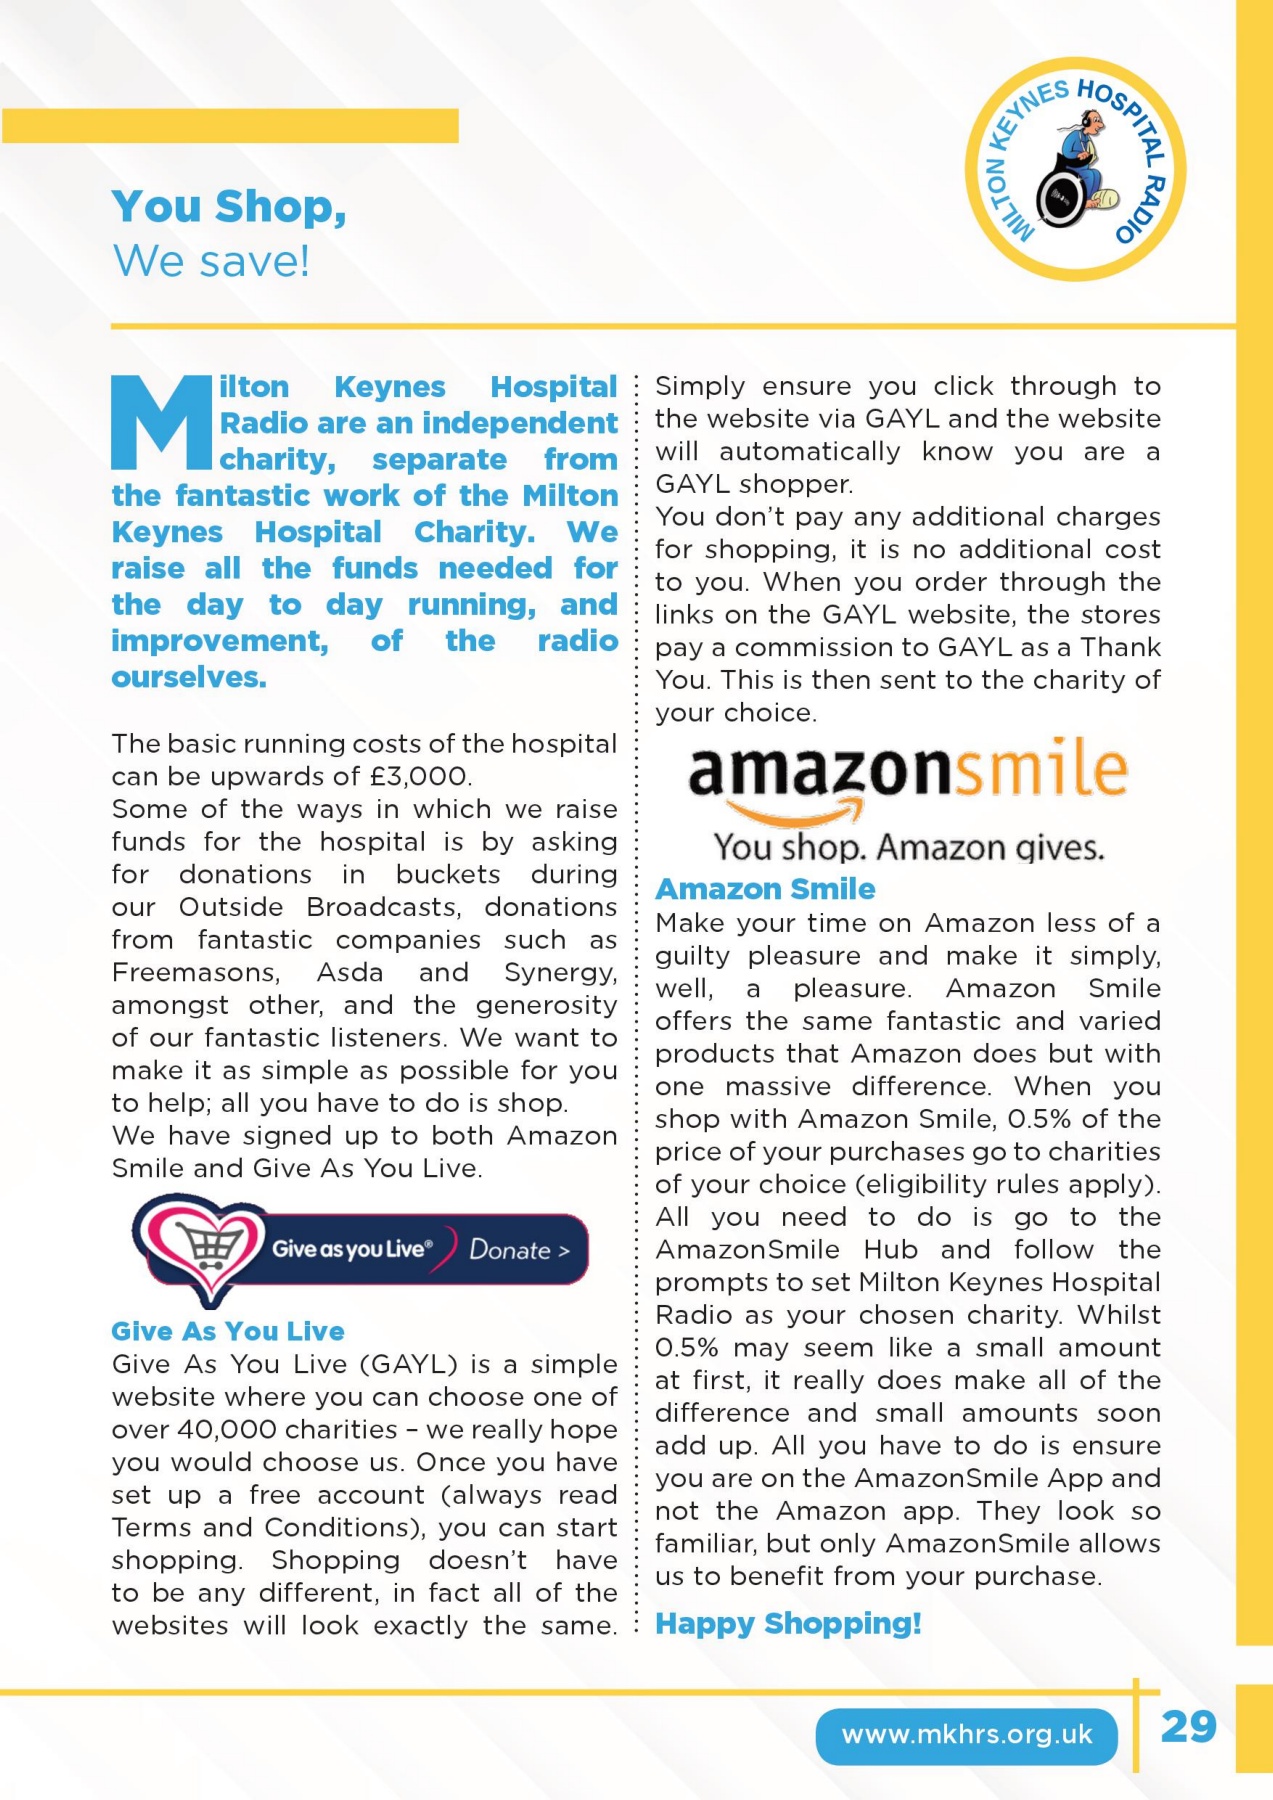 MILTON KEYNES HOSPITAL RADIO
You Shop,
We save!
Milton Keynes Hospital
Radio are an independent
charity, separate from
the fantastic work of the Milton
Keynes Hospital Charity. We
raise all the funds needed for
the day to day running, and
improvement, of the radio
ourselves.
The basic running costs of the hospital
can be upwards of £3,000.
Some of the ways in which we raise
funds for the hospital is by asking
for donations in buckets during
our Outside Broadcasts, donations
from fantastic companies such as
Freemasons, Asda and Synergy,
amongst other, and the generosity
of our fantastic listeners. We want to
make it as simple as possible for you
to help; all you have to do is shop.
We have signed up to both Amazon
Smile and Give As You Live.
Give as you Live® Donate >
Give As You Live
Give As You Live (GAYL) is a simple
website where you can choose one of
over 40,000 charities – we really hope
you would choose us. Once you have
set up a free account (always read
Terms and Conditions), you can start
shopping. Shopping doesn't have
to be any different, in fact all of the
websites will look exactly the same.
Simply ensure you click through to
the website via GAYL and the website
will automatically know you are a
GAYL shopper.
You don't pay any additional charges
for shopping, it is no additional cost
to you. When you order through the
links on the GAYL website, the stores
pay a commission to GAYL as a Thank
You. This is then sent to the charity of
your choice.
amazonsmile
You shop. Amazon gives.
Amazon Smile
Make your time on Amazon less of a
guilty pleasure and make it simply,
well, a pleasure. Amazon Smile
offers the same fantastic and varied
products that Amazon does but with
one massive difference. When you
shop with Amazon Smile, 0.5% of the
price of your purchases go to charities
of your choice (eligibility rules apply).
All you need to do is go to the
AmazonSmile Hub and follow the
prompts to set Milton Keynes Hospital
Radio as your chosen charity. Whilst
0.5% may seem like a small amount
at first, it really does make all of the
difference and small amounts soon
add up. All you have to do is ensure
you are on the AmazonSmile App and
not the Amazon app. They look so
familiar, but only AmazonSmile allows
us to benefit from your purchase.
Happy Shopping!
www.mkhrs.org.uk
29